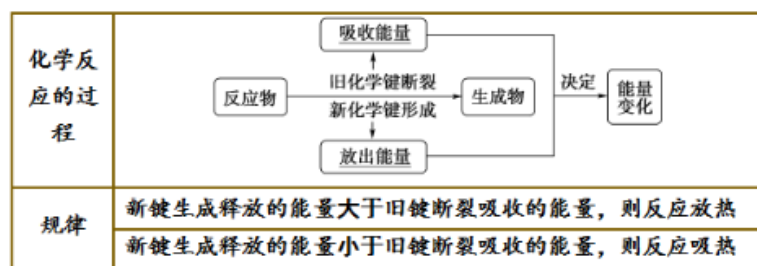 化学反
应的过
程
吸收能量
旧化学键断裂
反应物
生成物
新化学键形成
放出能量
决定
能量
变化
规律
新键生成释放的能量大于旧键断裂吸收的能量，则反应放热
新键生成释放的能量小于旧键断裂吸收的能量，则反应吸热